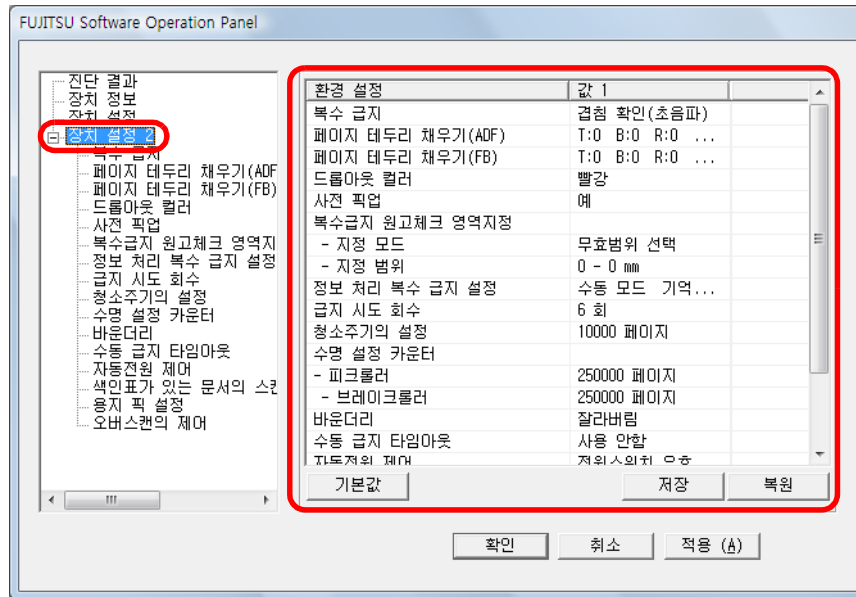 FUJITSU Software Operation Panel
진단 결과
장치 정보
장치 설정
장치 설정 2
복수 급지
페이지 테두리 채우기(ADF
페이지 테두리 채우기(FB)
드롭아웃 컬러
사전 픽업
복수급지 원고체크 영역지
정보 처리 복수 급지 설정
급지 시도 회수
청소주기의 설정
수명 설정 카운터
바운더리
수동 급지 타임아웃
자동전원 제어
색인표가 있는 문서의 스캔
용지 픽 설정
오버스캔의 제어
환경 설정 값 1
복수 급지 겹침 확인(초음파)
페이지 테두리 채우기(ADF) T:0 B:0 R:0 ...
페이지 테두리 채우기(FB) T:0 B:0 R:0 ...
드롭아웃 컬러 빨강
사전 픽업 예
복수급지 원고체크 영역지정
- 지정 모드 무효범위 선택
- 지정 범위 0 - 0 mm
정보 처리 복수 급지 설정 수동 모드 기억...
급지 시도 회수 6 회
청소주기의 설정 10000 페이지
수명 설정 카운터
- 픽크롤러 250000 페이지
- 브레이크롤러 250000 페이지
바운더리 잘라버림
수동 급지 타임아웃 사용 안함
자동전원 제어 전원스위치 유효
기본값 저장 복원
확인 취소 적용 (A)